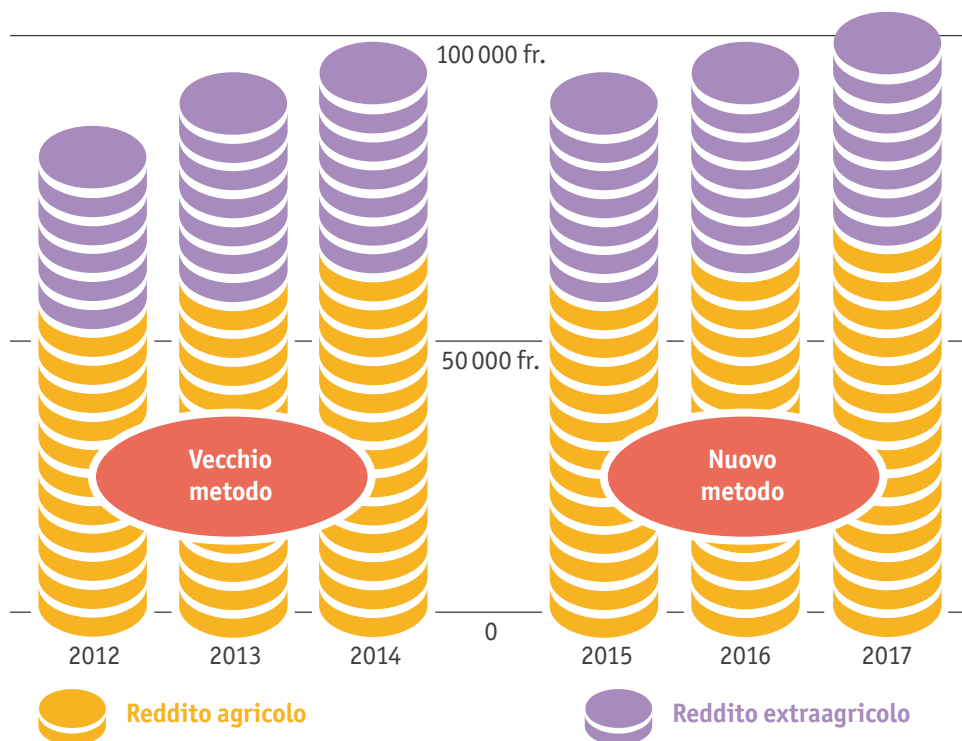 100 000 fr.
50 000 fr.
Vecchio
metodo
Nuovo
metodo
0
2012
2013
2014
2015
2016
2017
Reddito agricolo
Reddito extraagricolo